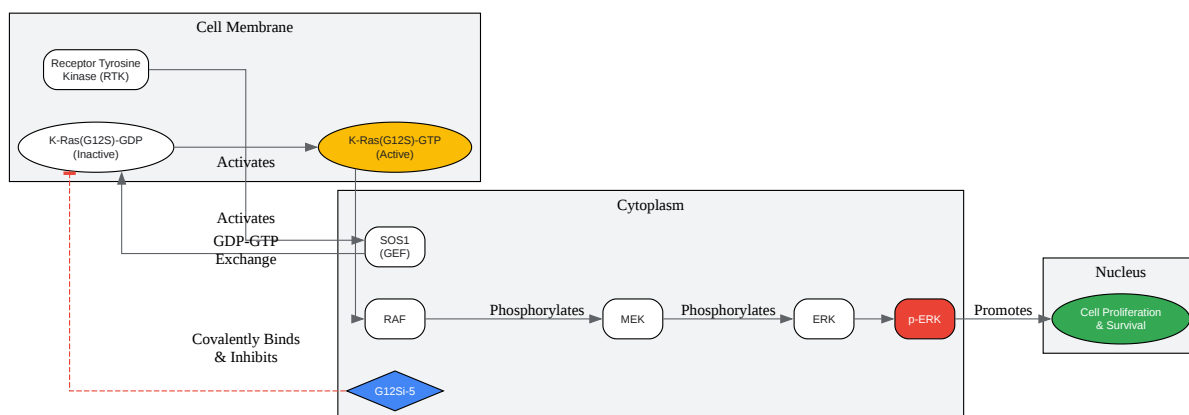 Cell Membrane
Receptor Tyrosine
Kinase (RTK)
K-Ras(G12S)-GDP
(Inactive)
Activates
K-Ras(G12S)-GTP
(Active)
Cytoplasm
Activates
GDP-GTP
Exchange
SOS1
(GEF)
Nucleus
RAF
Phosphorylates
MEK
Phosphorylates
ERK
p-ERK
Promotes
Cell Proliferation
& Survival
Covalently Binds
& Inhibits
G12Si-5